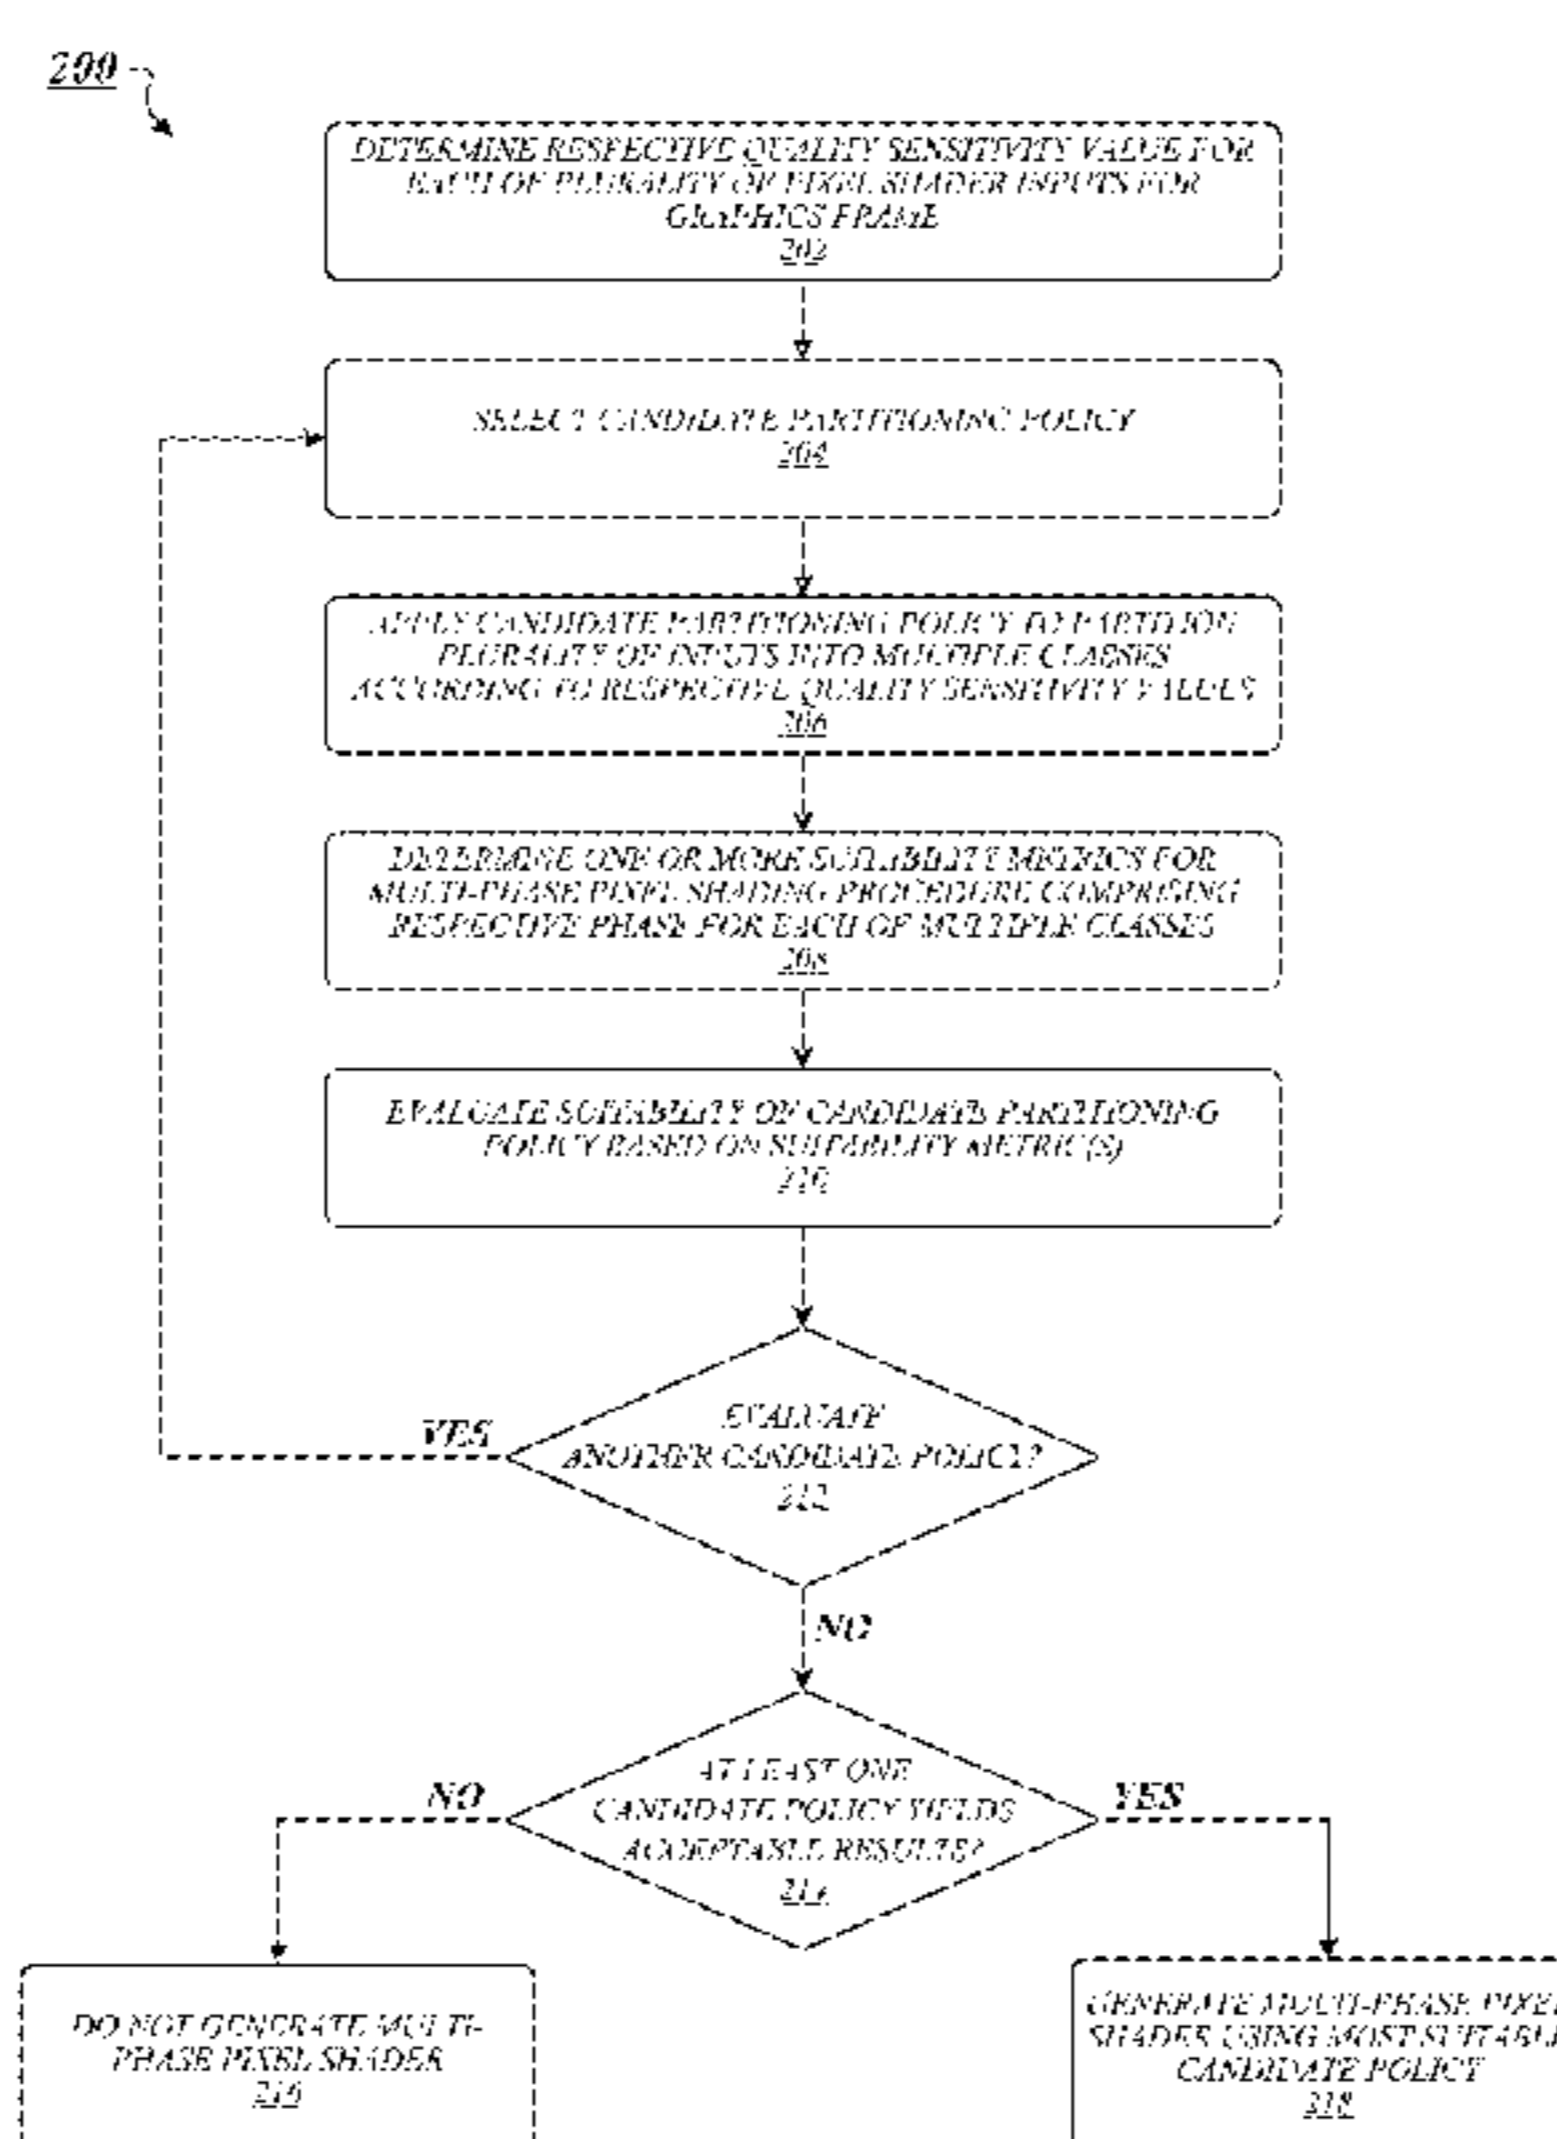 200
DETERMINE RESPECTIVE QUALITY SENSITIVITY VALUE FOR
EACH OF PLURALITY OF PIXEL SHADER INPUTS FOR
GRAPHICS FRAME
202
SELECT CANDIDATE PARTITIONING POLICY
204
APPLY CANDIDATE PARTITIONING POLICY TO PARTITION
PLURALITY OF INPUTS INTO MULTIPLE CLASSES
ACCORDING TO RESPECTIVE QUALITY SENSITIVITY VALUES
206
DETERMINE ONE OR MORE SUITABILITY METRICS FOR
MULTI-PHASE PIXEL SHADING PROCEDURE COMPRISING
RESPECTIVE PHASE FOR EACH OF MULTIPLE CLASSES
208
EVALUATE SUITABILITY OF CANDIDATE PARTITIONING
POLICY BASED ON SUITABILITY METRIC(S)
210
EVALUATE
YES
ANOTHER CANDIDATE POLICY?
212
NO
AT LEAST ONE
NO
YES
CANDIDATE POLICY YIELDS
ACCEPTABLE RESULTS?
214
DO NOT GENERATE MULTI-
PHASE PIXEL SHADER
216
GENERATE MULTI-PHASE PIXEL
SHADER USING MOST SUITABLE
CANDIDATE POLICY
218